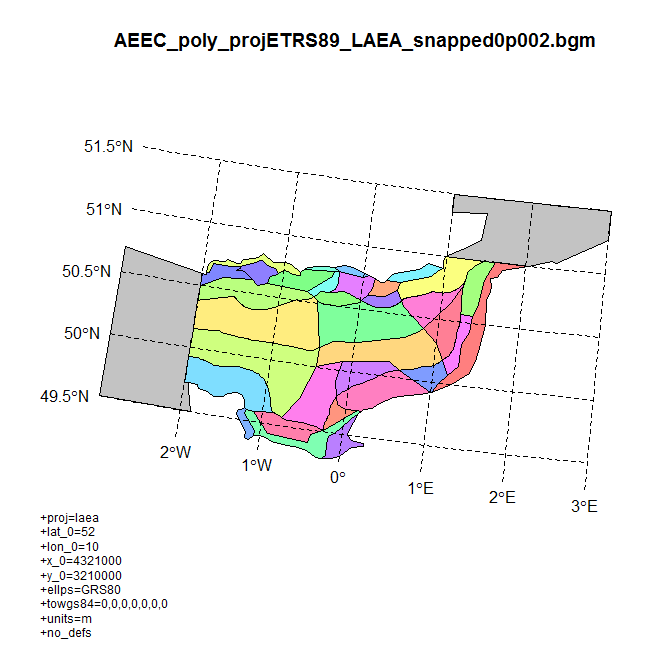 AEEC_poly_projETRS89_LAEA_snapped0p002.bgm
51.5°N
51°N
50.5°N
50°N
49.5°N
2°W
1°W
0°
1°E
2°E
3°E
+proj=laea
+lat_0=52
+lon_0=10
+x_0=4321000
+y_0=3210000
+ellps=GRS80
+towgs84=0,0,0,0,0,0,0
+units=m
+no_defs